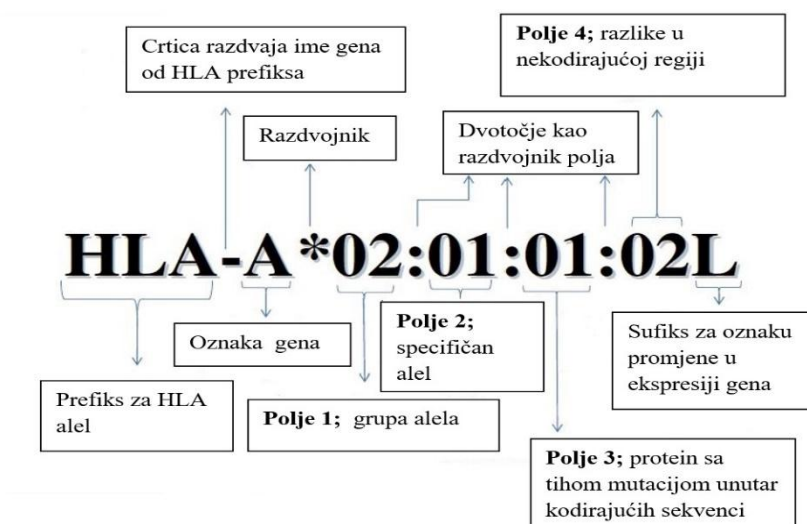 Crtica razdvaja ime gena
od HLA prefiksa
Polje 4; razlike u
nekodirajućoj regiji
Razdvojnik
Dvotočje kao
razdvojnik polja
HLA-A*02:01:01:02L
Oznaka gena
Polje 2;
specifičan
alel
Sufiks za oznaku
promjene u
ekspresiji gena
Prefiks za HLA
alel
Polje 1; grupa alela
Polje 3; protein sa
tihom mutacijom unutar
kodirajućih sekvenci